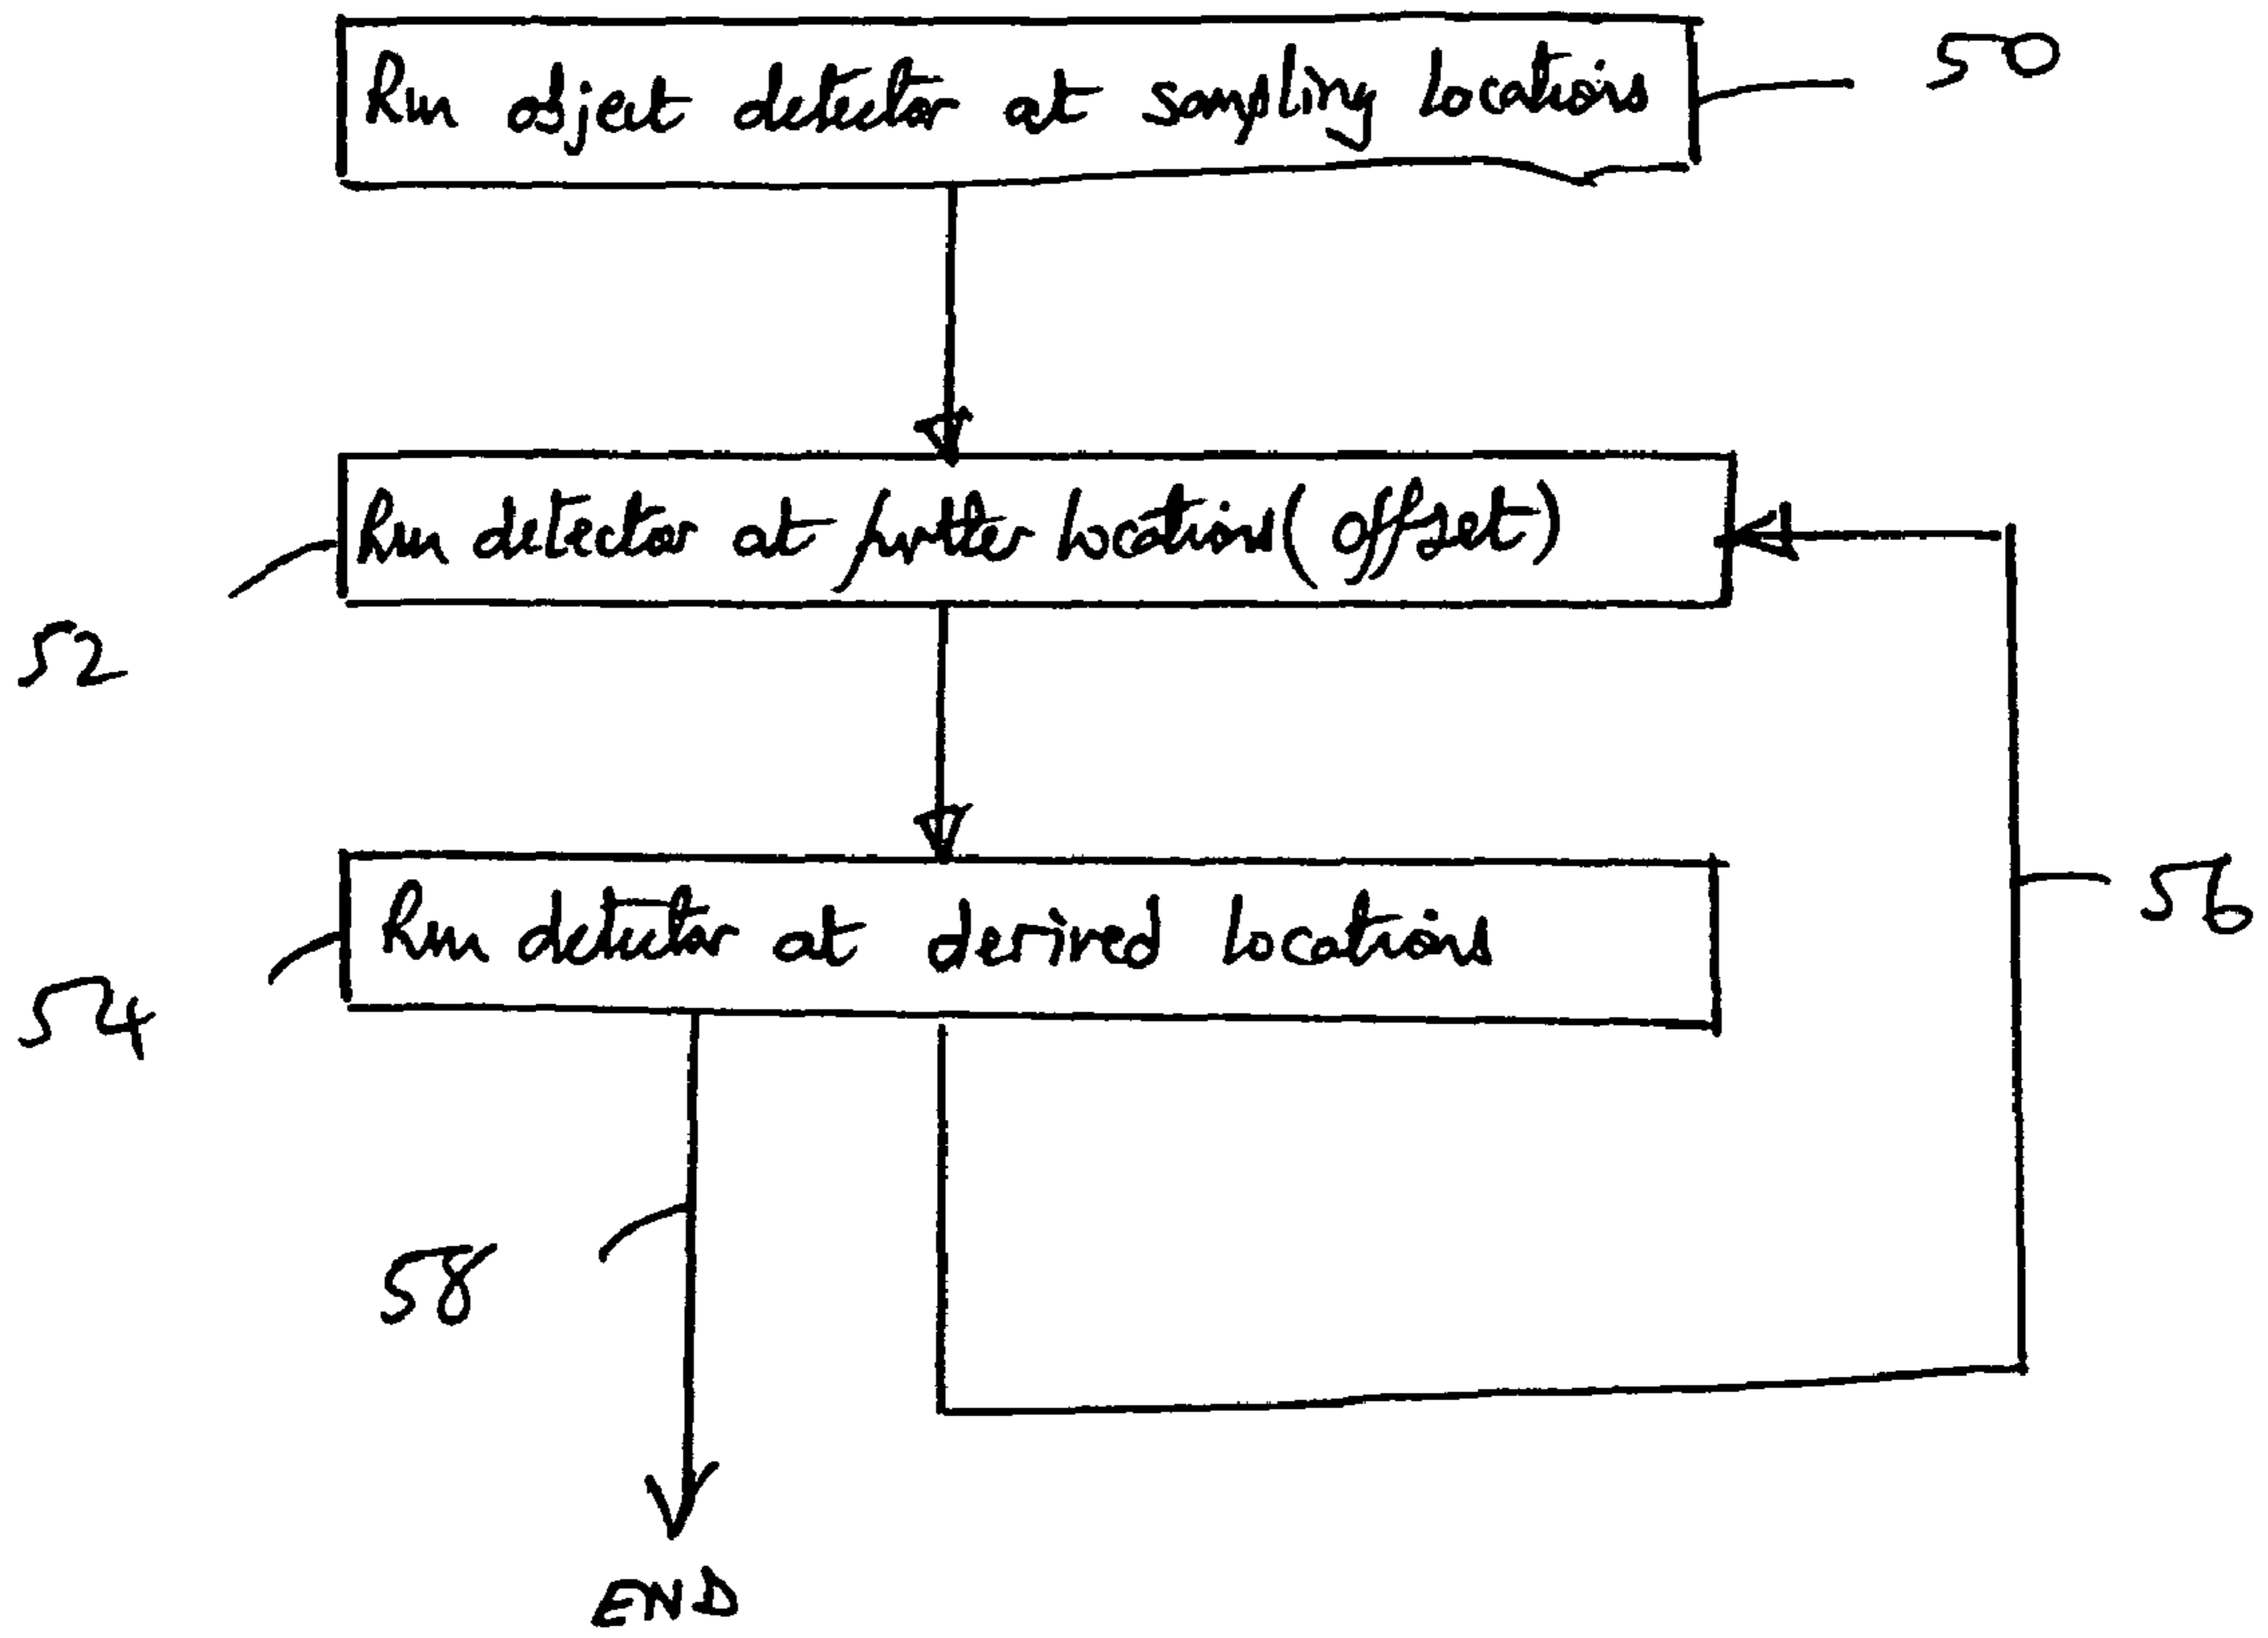 Run object detector at sampling locations
50
Run detector at further locations (offset)
52
Run detector at derived locations
54
56
58
END